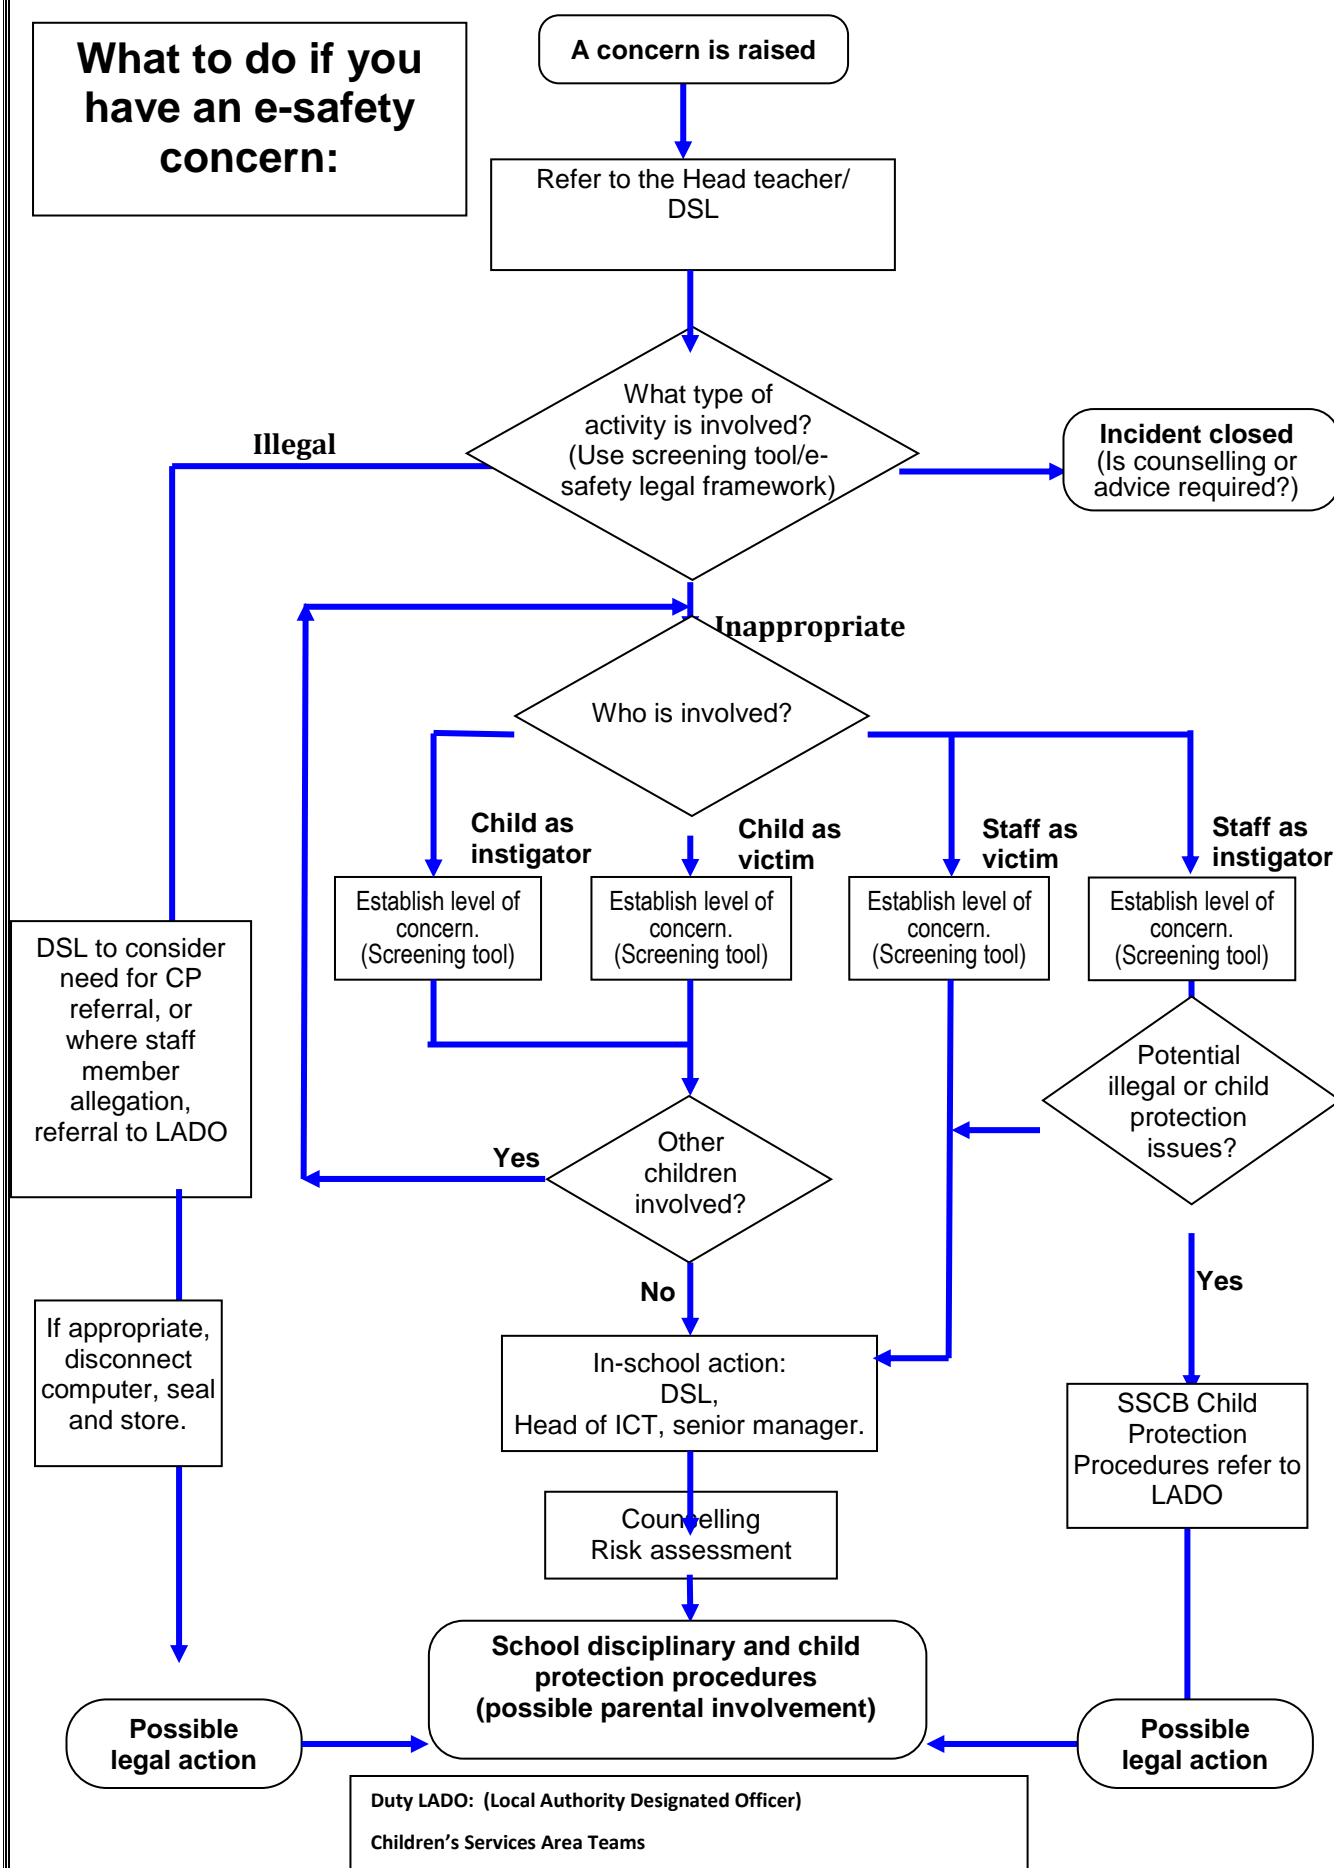 What to do if you
have an e-safety
concern:
A concern is raised
Refer to the Head teacher/
DSL
What type of
activity is involved?
(Use screening tool/e-
safety legal framework)
Illegal
Incident closed
(Is counselling or
advice required?)
Inappropriate
Who is involved?
Child as
instigator
Child as
victim
Staff as
victim
Staff as
instigator
Establish level of
concern.
(Screening tool)
Establish level of
concern.
(Screening tool)
Establish level of
concern.
(Screening tool)
Establish level of
concern.
(Screening tool)
DSL to consider
need for CP
referral, or
where staff
member
allegation,
referral to LADO
Potential
illegal or child
protection
issues?
Other
children
involved?
Yes
No
Yes
If appropriate,
disconnect
computer, seal
and store.
In-school action:
DSL,
Head of ICT, senior manager.
SSCB Child
Protection
Procedures refer to
LADO
Counselling
Risk assessment
School disciplinary and child
protection procedures
(possible parental involvement)
Possible
legal action
Possible
legal action
Duty LADO: (Local Authority Designated Officer)
Children's Services Area Teams